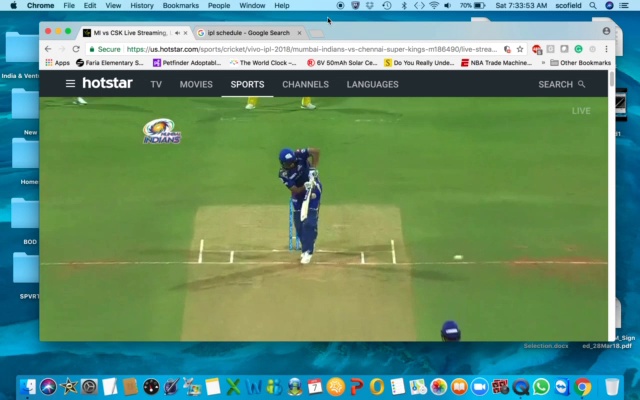 Chrome File Edit View History Bookmarks People Window Help 70% Sat 7:33:53 AM scofield
MI vs CSK Live Streaming, ipl schedule - Google Search
Secure https://us.hotstar.com/sports/cricket/vivo-ipl-2018/mumbai-indians-vs-chennai-super-kings-m186490/live-strea...
Apps Faria Elementary S... Petfinder Adoptabl... The World Clock –... 6V 50mAh Solar Ce... Do You Really Unde... NBA Trade Machine... » Other Bookmarks
hotstar TV MOVIES SPORTS CHANNELS LANGUAGES SEARCH
LIVE
MUMBAI
INDIANS
India & Vent
New
Home
BOD
SPVRT
Selection.docx
ed_28Mar18.pdf
7